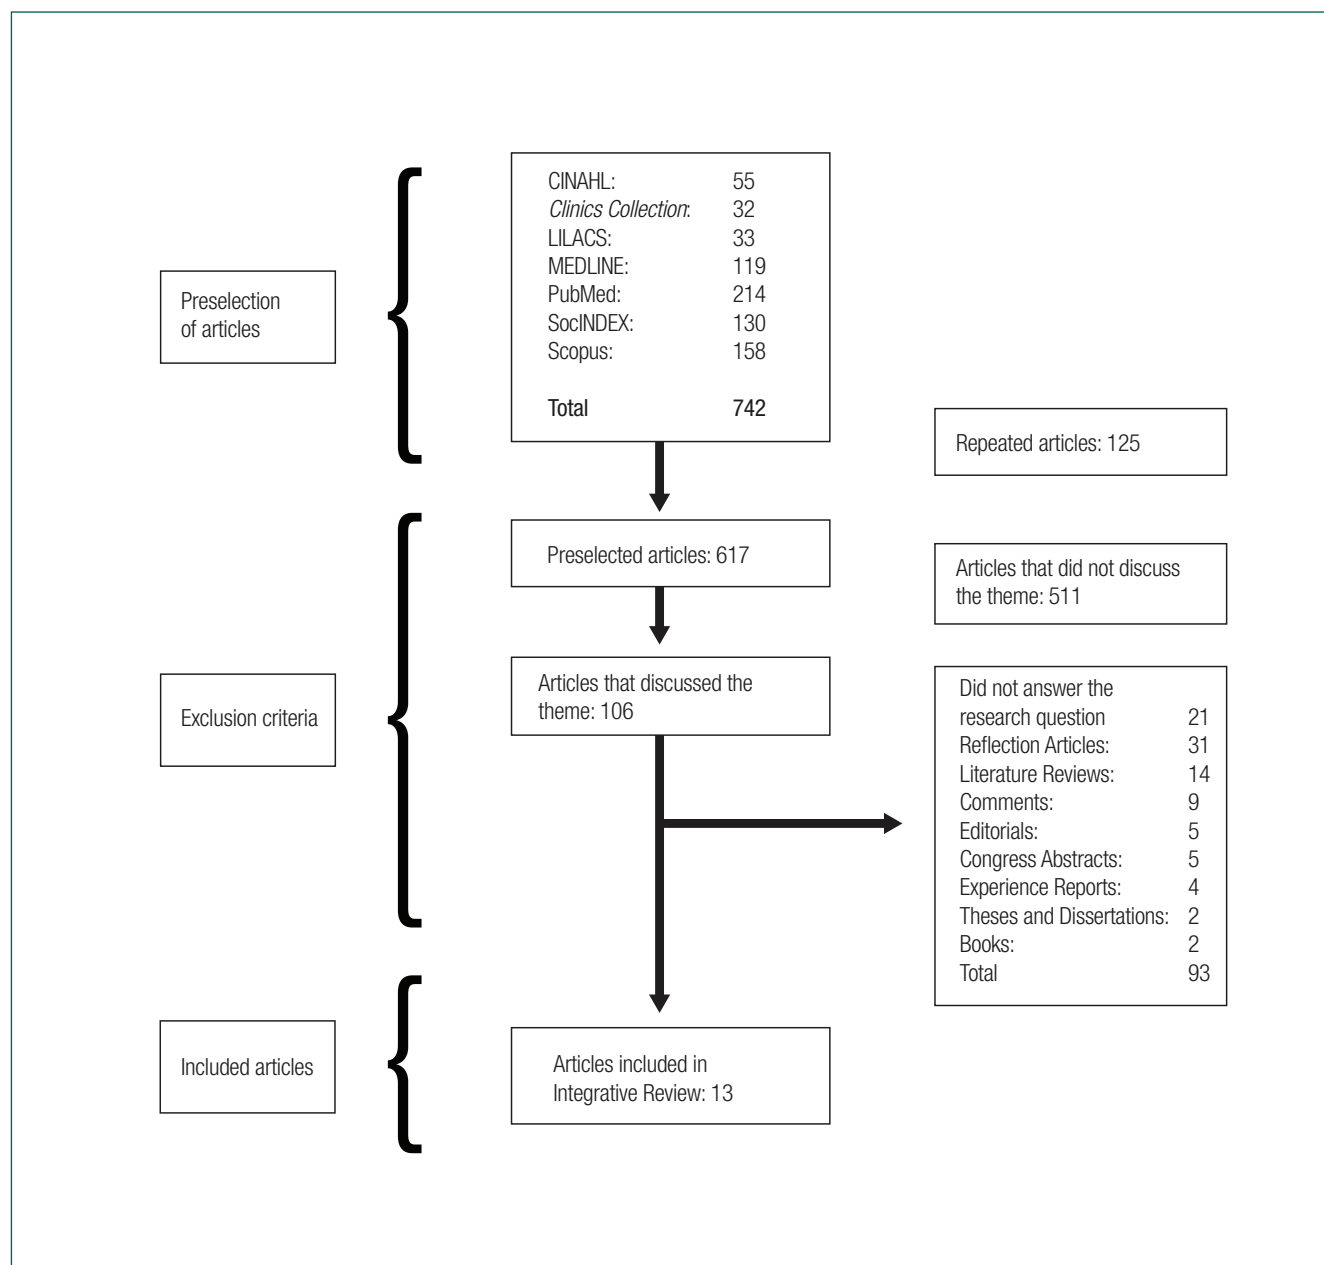 Preselection
of articles
CINAHL: 55
Clinics Collection: 32
LILACS: 33
MEDLINE: 119
PubMed: 214
SocINDEX: 130
Scopus: 158
Total 742
Repeated articles: 125
Preselected articles: 617
Articles that did not discuss
the theme: 511
Exclusion criteria
Articles that discussed the
theme: 106
Did not answer the
research question 21
Reflection Articles: 31
Literature Reviews: 14
Comments: 9
Editorials: 5
Congress Abstracts: 5
Experience Reports: 4
Theses and Dissertations: 2
Books: 2
Total 93
Included articles
Articles included in
Integrative Review: 13